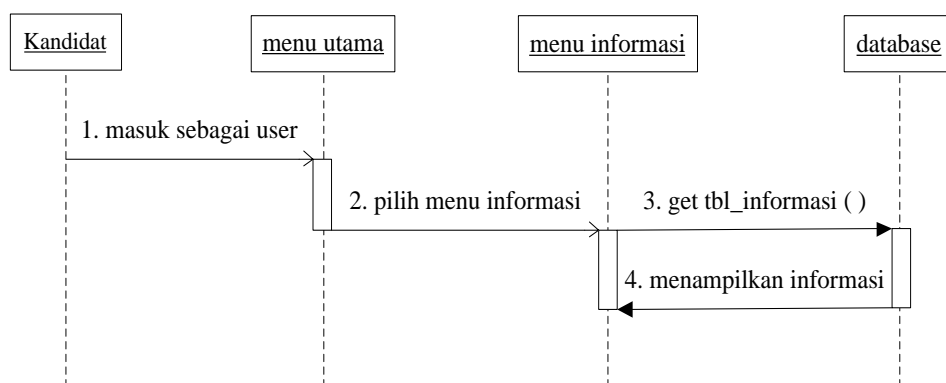 Kandidat
menu utama
menu informasi
database
1. masuk sebagai user
2. pilih menu informasi
3. get tbl_informasi ( )
4. menampilkan informasi